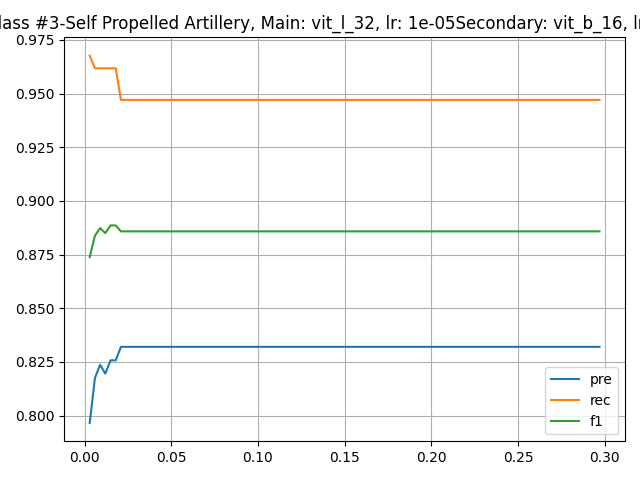 lass #3-Self Propelled Artillery, Main: vit_l_32, lr: 1e-05Secondary: vit_b_16, lr
0.975
0.950
0.925
0.900
0.875
0.850
0.825
0.800
pre
rec
f1
0.00 0.05 0.10 0.15 0.20 0.25 0.30